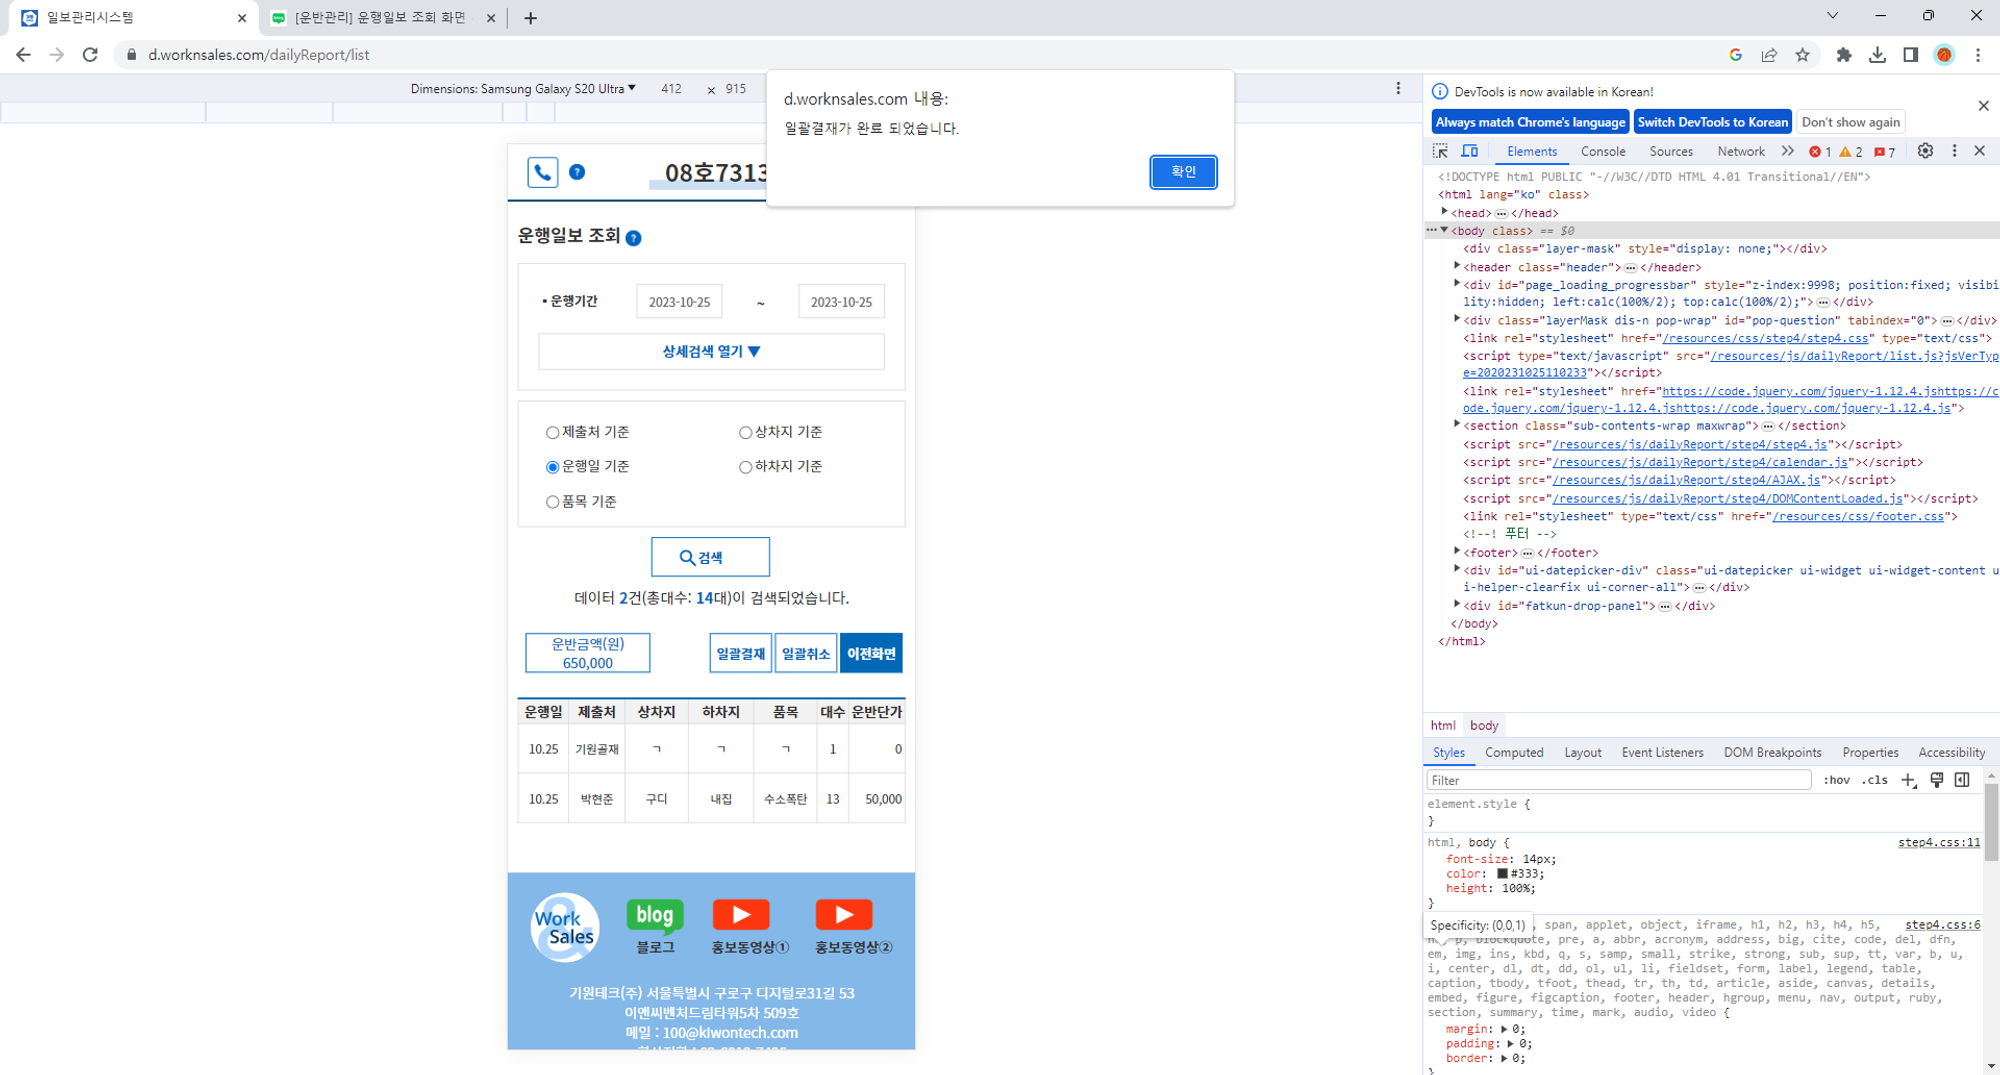 일보관리시스템
[운반관리] 운행일보 조회 화면
d.worknsales.com/dailyReport/list
Dimensions: Samsung Galaxy S20 Ultra ▼ 412 × 915
d.worknsales.com 내용:
일괄결재가 완료 되었습니다.
확인
08호7313
운행일보 조회 ?
▪ 운행기간 2023-10-25 ~ 2023-10-25
상세검색 열기 ▼
제출처 기준 상차지 기준
운행일 기준 하차지 기준
품목 기준
검색
데이터 2건(총대수: 14대)이 검색되었습니다.
운반금액(원)
650,000
일괄결재 일괄취소 이전화면
운행일 제출처 상차지 하차지 품목 대수 운반단가
10.25 기원골재 ㄱ ㄱ ㄱ 1 0
10.25 박현준 구디 내집 수소폭탄 13 50,000
Work & Sales
blog
블로그 홍보동영상① 홍보동영상②
기원테크(주) 서울특별시 구로구 디지털로31길 53
이앤씨벤처드림타워5차 509호
메일 : 100@kiwontech.com
DevTools is now available in Korean!
Always match Chrome's language Switch DevTools to Korean Don't show again
Elements Console Sources Network 1 2 7
<!DOCTYPE html PUBLIC "-//W3C//DTD HTML 4.01 Transitional//EN">
<html lang="ko" class>
<head>…</head>
<body class> == $0
<div class="layer-mask" style="display: none;"></div>
<header class="header">…</header>
<div id="page_loading_progressbar" style="z-index:9998; position:fixed; visibi
lity:hidden; left:calc(100%/2); top:calc(100%/2);">…</div>
<div class="layerMask dis-n pop-wrap" id="pop-question" tabindex="0">…</div>
<link rel="stylesheet" href="/resources/css/step4/step4.css" type="text/css">
<script type="text/javascript" src="/resources/js/dailyReport/list.js?jsVerTyp
e=2020231025110233"></script>
<link rel="stylesheet" href="https://code.jquery.com/jquery-1.12.4.jshttps://c
ode.jquery.com/jquery-1.12.4.jshttps://code.jquery.com/jquery-1.12.4.js">
<section class="sub-contents-wrap maxwrap">…</section>
<script src="/resources/js/dailyReport/step4/step4.js"></script>
<script src="/resources/js/dailyReport/step4/calendar.js"></script>
<script src="/resources/js/dailyReport/step4/AJAX.js"></script>
<script src="/resources/js/dailyReport/step4/DOMContentLoaded.js"></script>
<link rel="stylesheet" type="text/css" href="/resources/css/footer.css">
<!--! 푸터 -->
<footer>…</footer>
<div id="ui-datepicker-div" class="ui-datepicker ui-widget ui-widget-content u
i-helper-clearfix ui-corner-all">…</div>
<div id="fatkun-drop-panel">…</div>
</body>
</html>
html body
Styles Computed Layout Event Listeners DOM Breakpoints Properties Accessibility
Filter :hov .cls
element.style {
}
html, body { step4.css:11
font-size: 14px;
color: #333;
height: 100%;
}
Specificity: (0,0,1)
span, applet, object, iframe, h1, h2, h3, h4, h5, step4.css:6
p, blockquote, pre, a, abbr, acronym, address, big, cite, code, del, dfn,
em, img, ins, kbd, q, s, samp, small, strike, strong, sub, sup, tt, var, b, u,
i, center, dl, dt, dd, ol, ul, li, fieldset, form, label, legend, table,
caption, tbody, tfoot, thead, tr, th, td, article, aside, canvas, details,
embed, figure, figcaption, footer, header, hgroup, menu, nav, output, ruby,
section, summary, time, mark, audio, video {
margin: ▶ 0;
padding: ▶ 0;
border: ▶ 0;